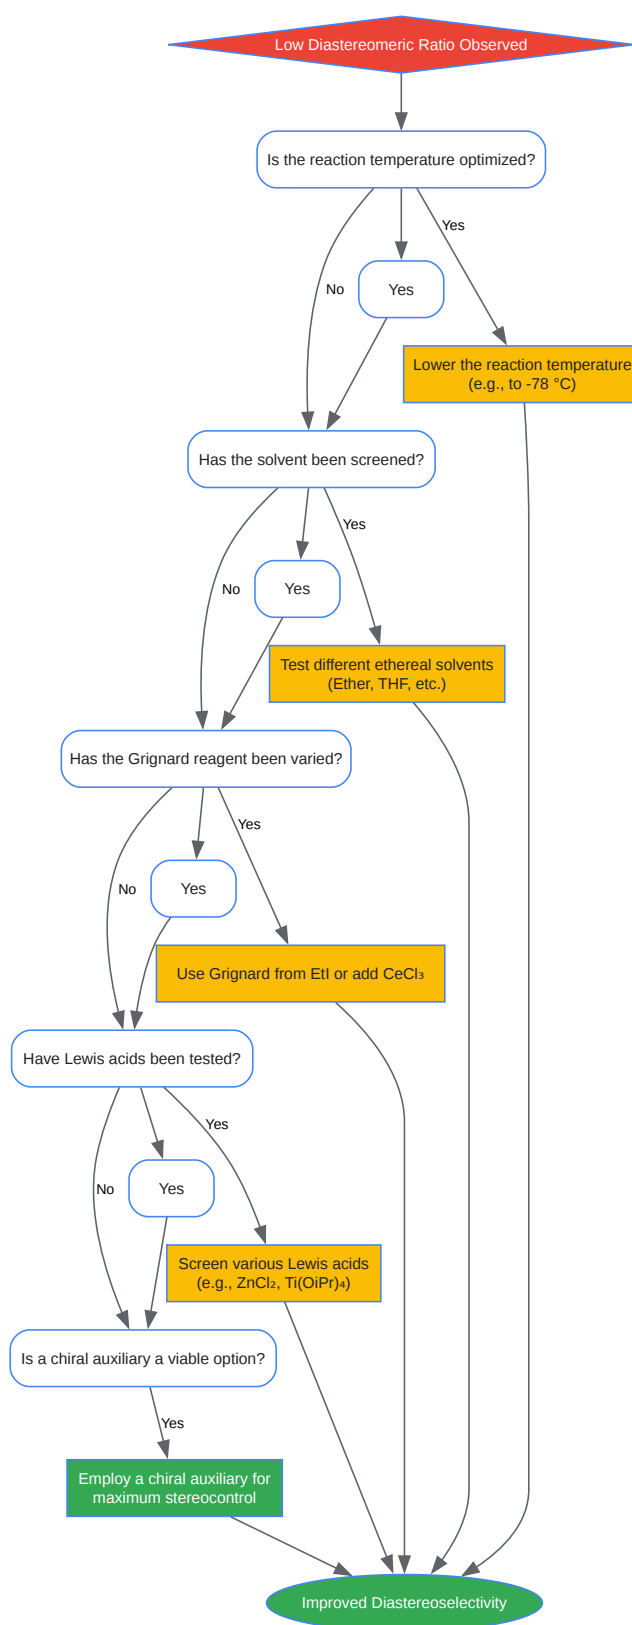 Low Diastereomeric Ratio Observed
Is the reaction temperature optimized?
Yes
No
Yes
Lower the reaction temperature
(e.g., to -78 °C)
Has the solvent been screened?
Yes
No
Yes
Test different ethereal solvents
(Ether, THF, etc.)
Has the Grignard reagent been varied?
Yes
No
Yes
Use Grignard from EtI or add CeCl₃
Have Lewis acids been tested?
Yes
No
Yes
Screen various Lewis acids
(e.g., ZnCl₂, Ti(OiPr)₄)
Is a chiral auxiliary a viable option?
Yes
Employ a chiral auxiliary for
maximum stereocontrol
Improved Diastereoselectivity